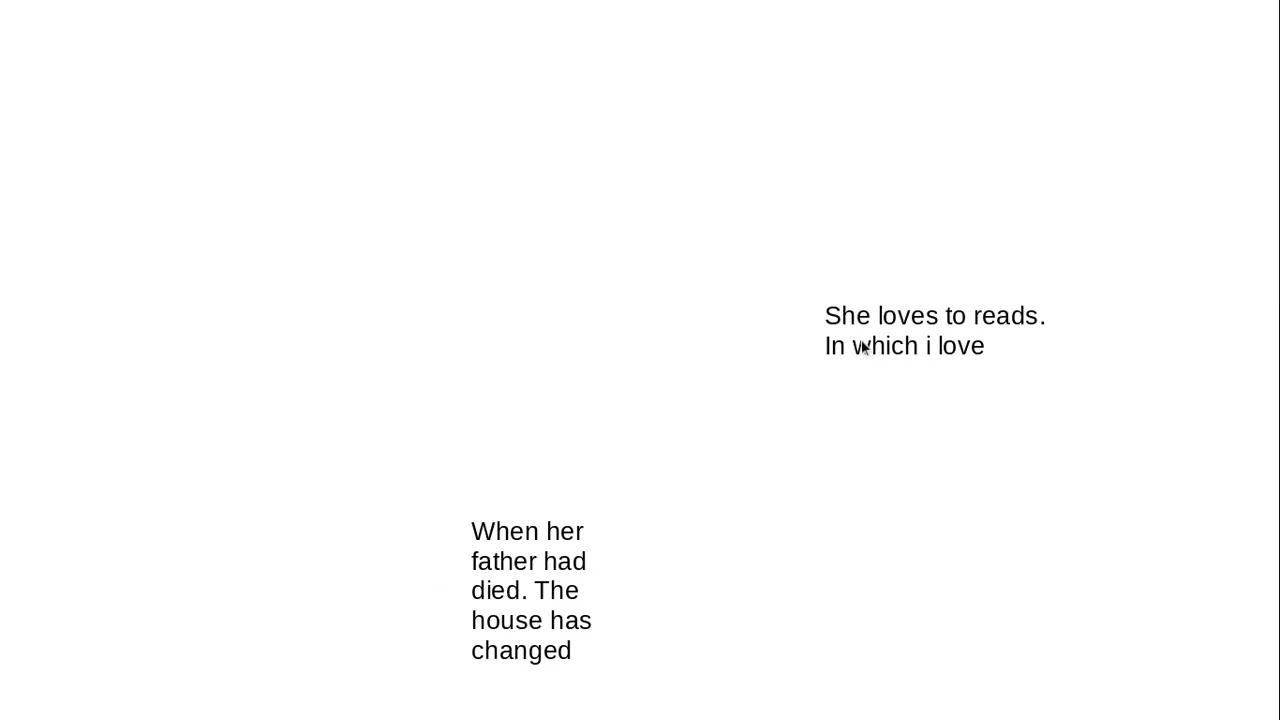 She loves to reads.
In which i love
When her
father had
died. The
house has
changed